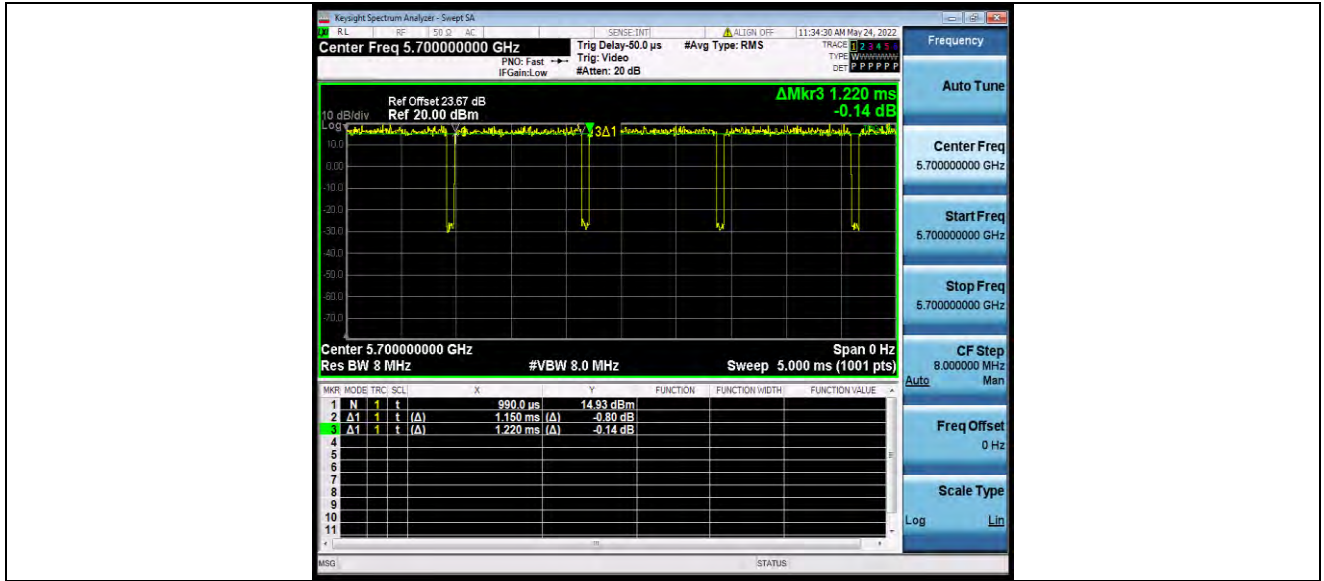 Keysight Spectrum Analyzer - Swept SA
RL RF 50 Ω AC SENSE:INT ALIGN OFF 11:34:30 AM May 24, 2022
Center Freq 5.700000000 GHz
PNO: Fast
IFGain:Low
Trig Delay-50.0 µs
Trig: Video
#Atten: 20 dB
#Avg Type: RMS
TRACE 1 2 3 4 5 6
TYPE WWWWWW
DET P P P P P P
ΔMkr3 1.220 ms
-0.14 dB
Ref Offset 23.67 dB
10 dB/div Ref 20.00 dBm
Log
3Δ1
10.0
0.00
-10.0
-20.0
-30.0
-40.0
-50.0
-60.0
-70.0
Center 5.700000000 GHz Span 0 Hz
Res BW 8 MHz #VBW 8.0 MHz Sweep 5.000 ms (1001 pts)
MKR MODE TRC SCL X Y FUNCTION FUNCTION WIDTH FUNCTION VALUE
1 N 1 t 990.0 µs 14.93 dBm
2 Δ1 1 t (Δ) 1.150 ms (Δ) -0.80 dB
3 Δ1 1 t (Δ) 1.220 ms (Δ) -0.14 dB
4
5
6
7
8
9
10
11
MSG STATUS
Frequency
Auto Tune
Center Freq
5.700000000 GHz
Start Freq
5.700000000 GHz
Stop Freq
5.700000000 GHz
CF Step
8.000000 MHz
Auto Man
Freq Offset
0 Hz
Scale Type
Log Lin